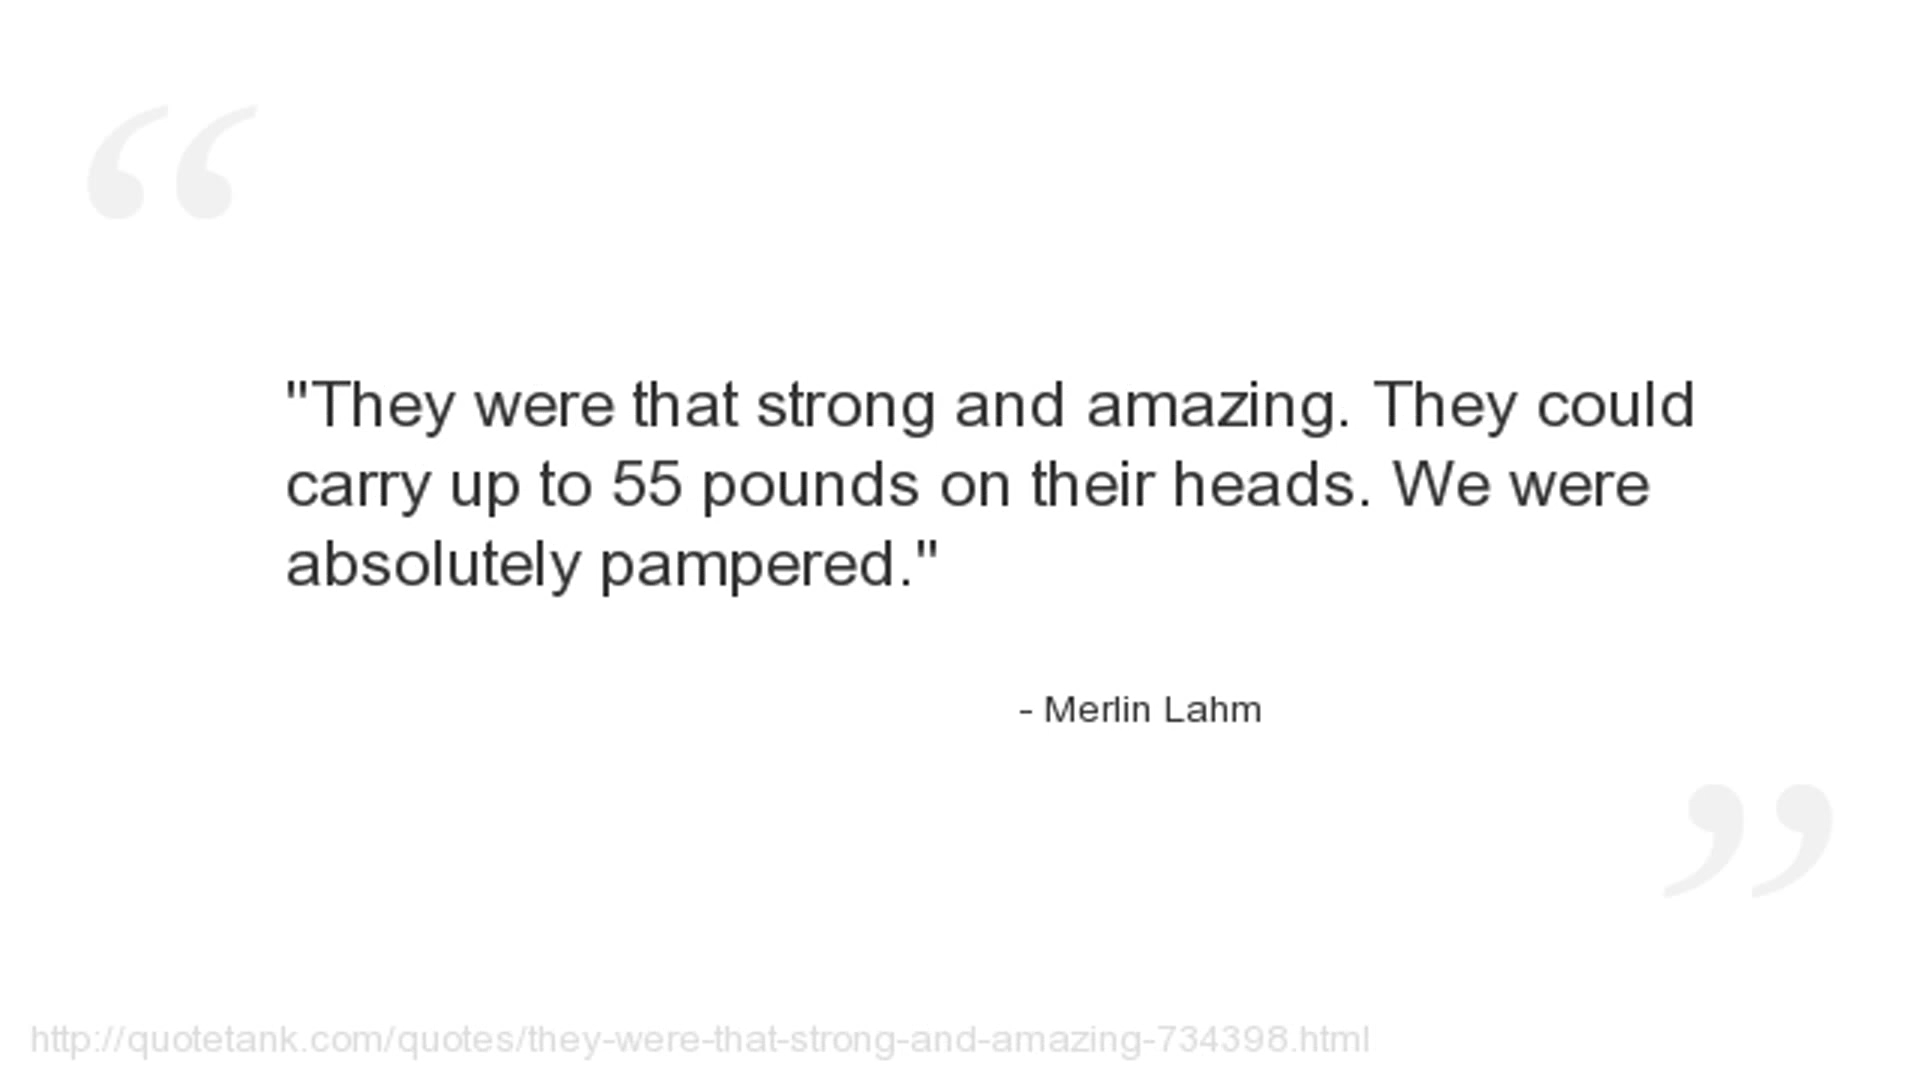 "They were that strong and amazing. They could
carry up to 55 pounds on their heads. We were
absolutely pampered."
- Merlin Lahm
http://quotetank.com/quotes/they-were-that-strong-and-amazing-734398.html